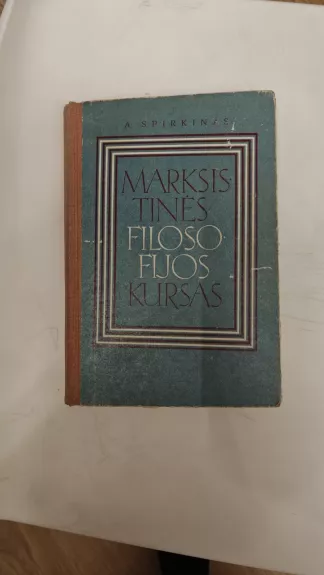 A. SPIRKINAS
MARKSIS-
TINĖS
FILOSO-
FIJOS
KURSAS